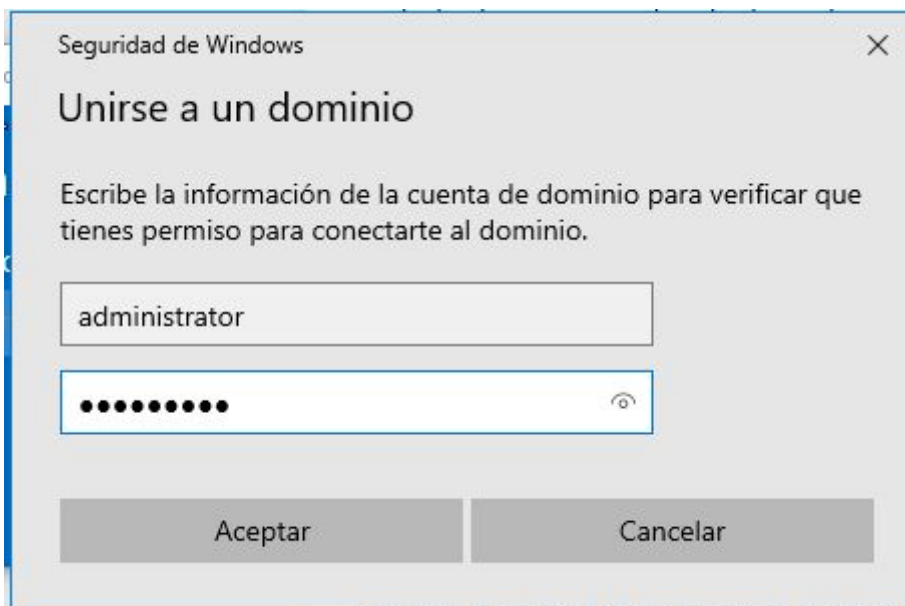 Seguridad de Windows
Unirse a un dominio
Escribe la información de la cuenta de dominio para verificar que
tienes permiso para conectarte al dominio.
administrator
●●●●●●●●●
Aceptar
Cancelar